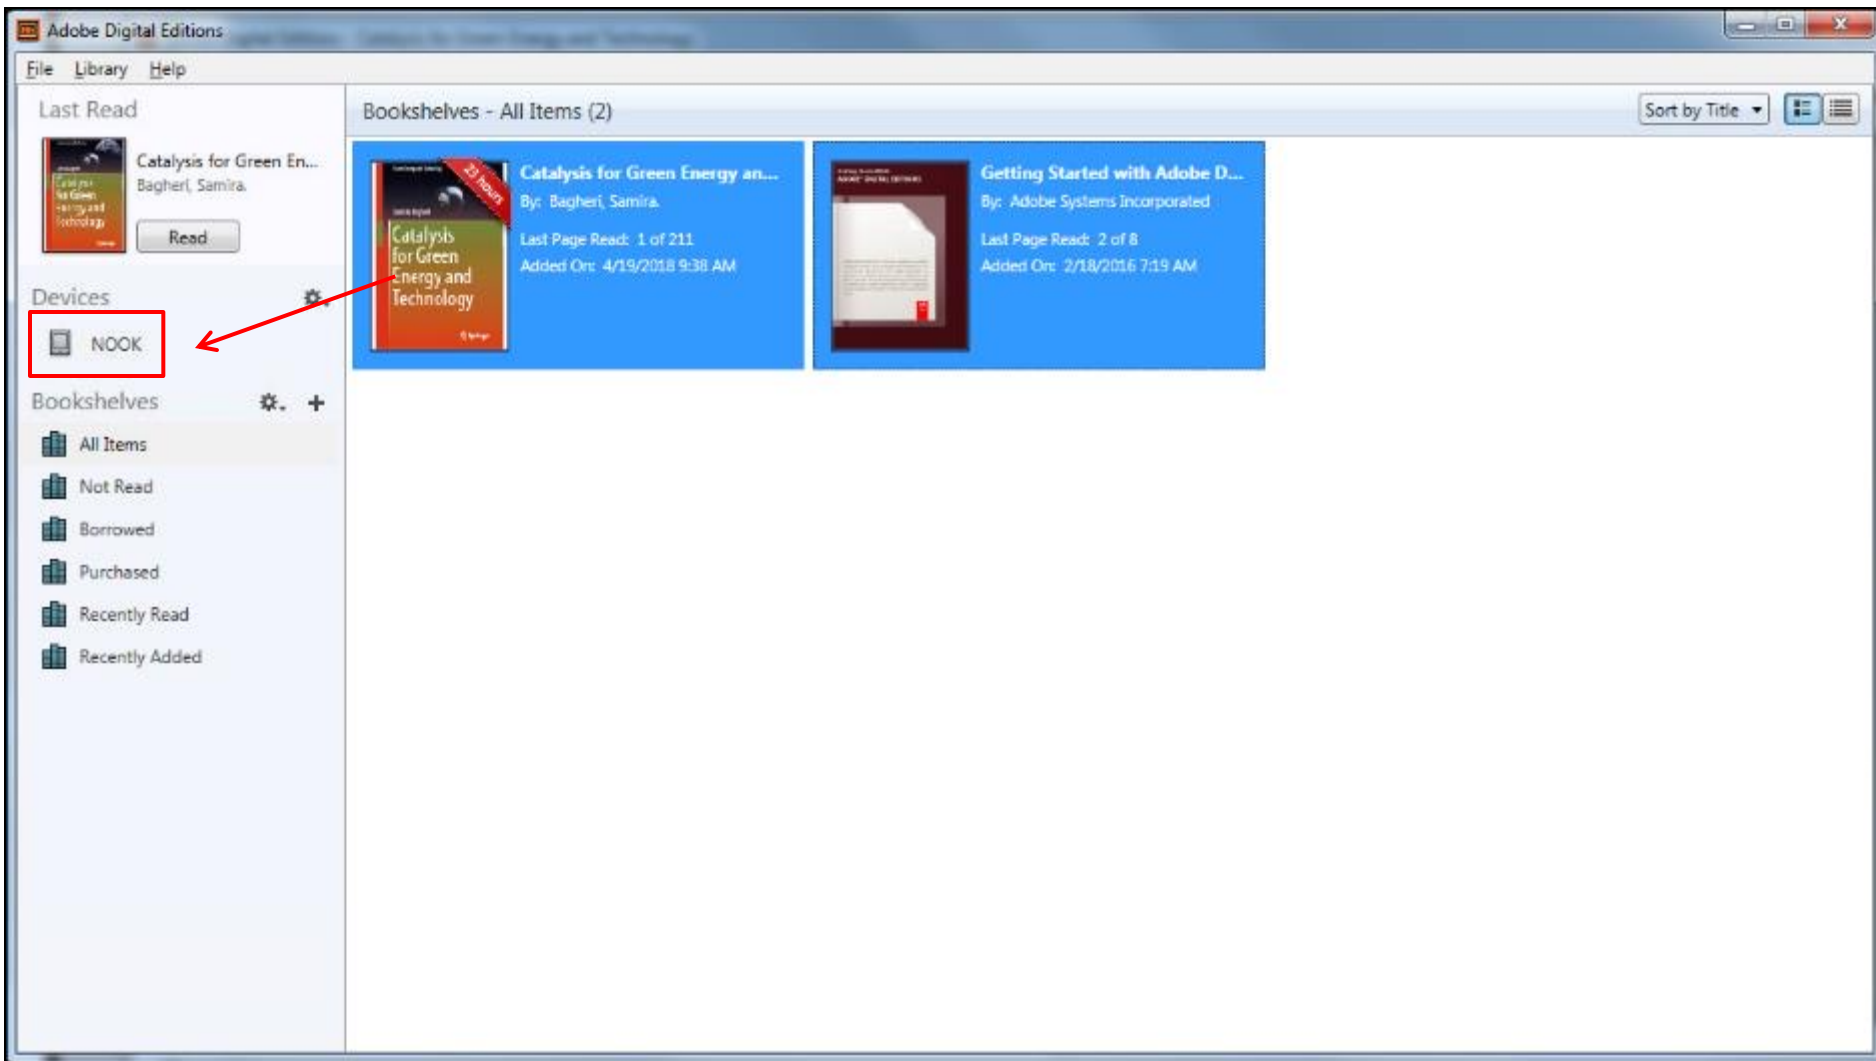 Adobe Digital Editions
File Library Help
Last Read
Catalysis for Green En...
Bagheri, Samira.
Read
Devices
NOOK
Bookshelves
All Items
Not Read
Borrowed
Purchased
Recently Read
Recently Added
Bookshelves - All Items (2)
Sort by Title
23 hours
Catalysis
for Green
Energy and
Technology
Springer
Catalysis for Green Energy an...
By: Bagheri, Samira.
Last Page Read: 1 of 211
Added On: 4/19/2018 9:38 AM
Getting Started with Adobe D...
By: Adobe Systems Incorporated
Last Page Read: 2 of 8
Added On: 2/18/2016 7:19 AM